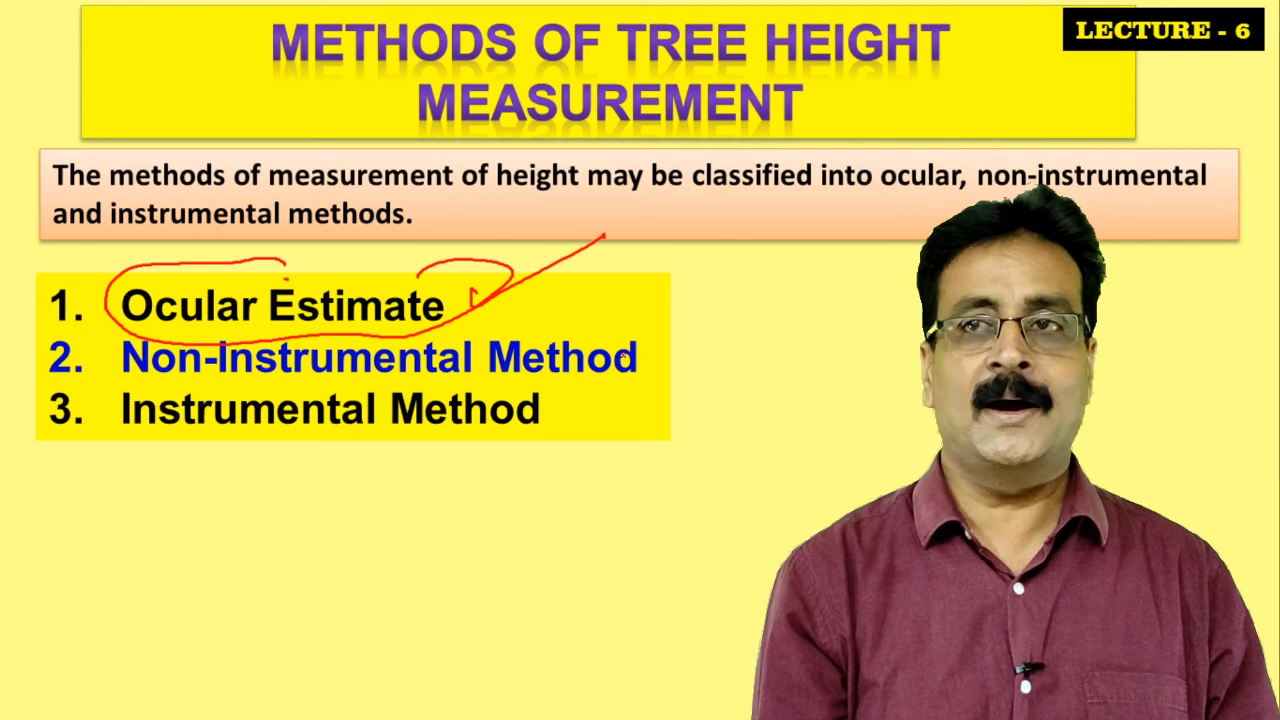 METHODS OF TREE HEIGHT
MEASUREMENT
LECTURE - 6
The methods of measurement of height may be classified into ocular, non-instrumental
and instrumental methods.
1. Ocular Estimate
2. Non-Instrumental Method
3. Instrumental Method